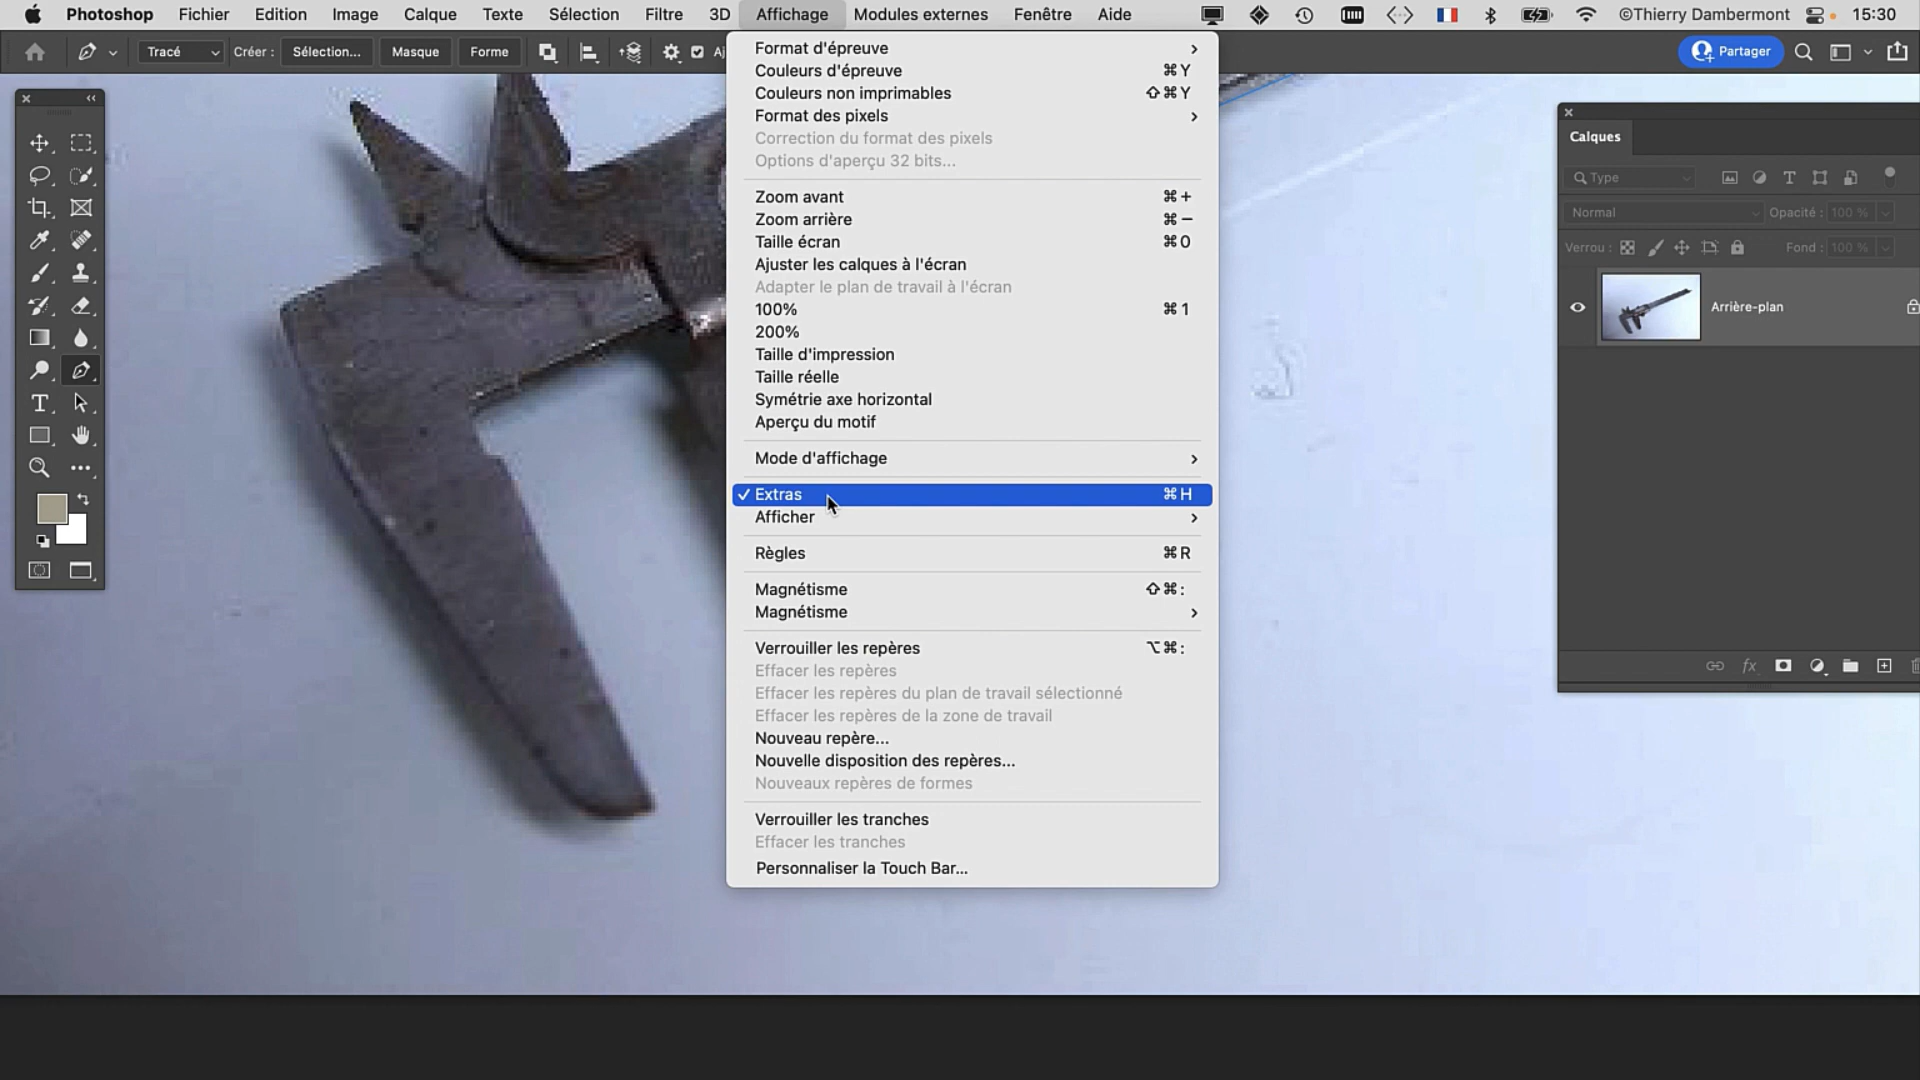 Photoshop Fichier Edition Image Calque Texte Sélection Filtre 3D Affichage Modules externes Fenêtre Aide ©Thierry Dambermont 15:30
Tracé Créer : Sélection... Masque Forme Aj Partager
Format d'épreuve
Couleurs d'épreuve ⌘Y
Couleurs non imprimables ⇧⌘Y
Format des pixels
Correction du format des pixels
Options d'aperçu 32 bits...
Zoom avant ⌘+
Zoom arrière ⌘−
Taille écran ⌘0
Ajuster les calques à l'écran
Adapter le plan de travail à l'écran
100% ⌘1
200%
Taille d'impression
Taille réelle
Symétrie axe horizontal
Aperçu du motif
Mode d'affichage
✓ Extras ⌘H
Afficher
Règles ⌘R
Magnétisme ⇧⌘:
Magnétisme
Verrouiller les repères ⌥⌘:
Effacer les repères
Effacer les repères du plan de travail sélectionné
Effacer les repères de la zone de travail
Nouveau repère...
Nouvelle disposition des repères...
Nouveaux repères de formes
Verrouiller les tranches
Effacer les tranches
Personnaliser la Touch Bar...
Calques
Type
Normal Opacité : 100 %
Verrou : Fond : 100 %
Arrière-plan
fx